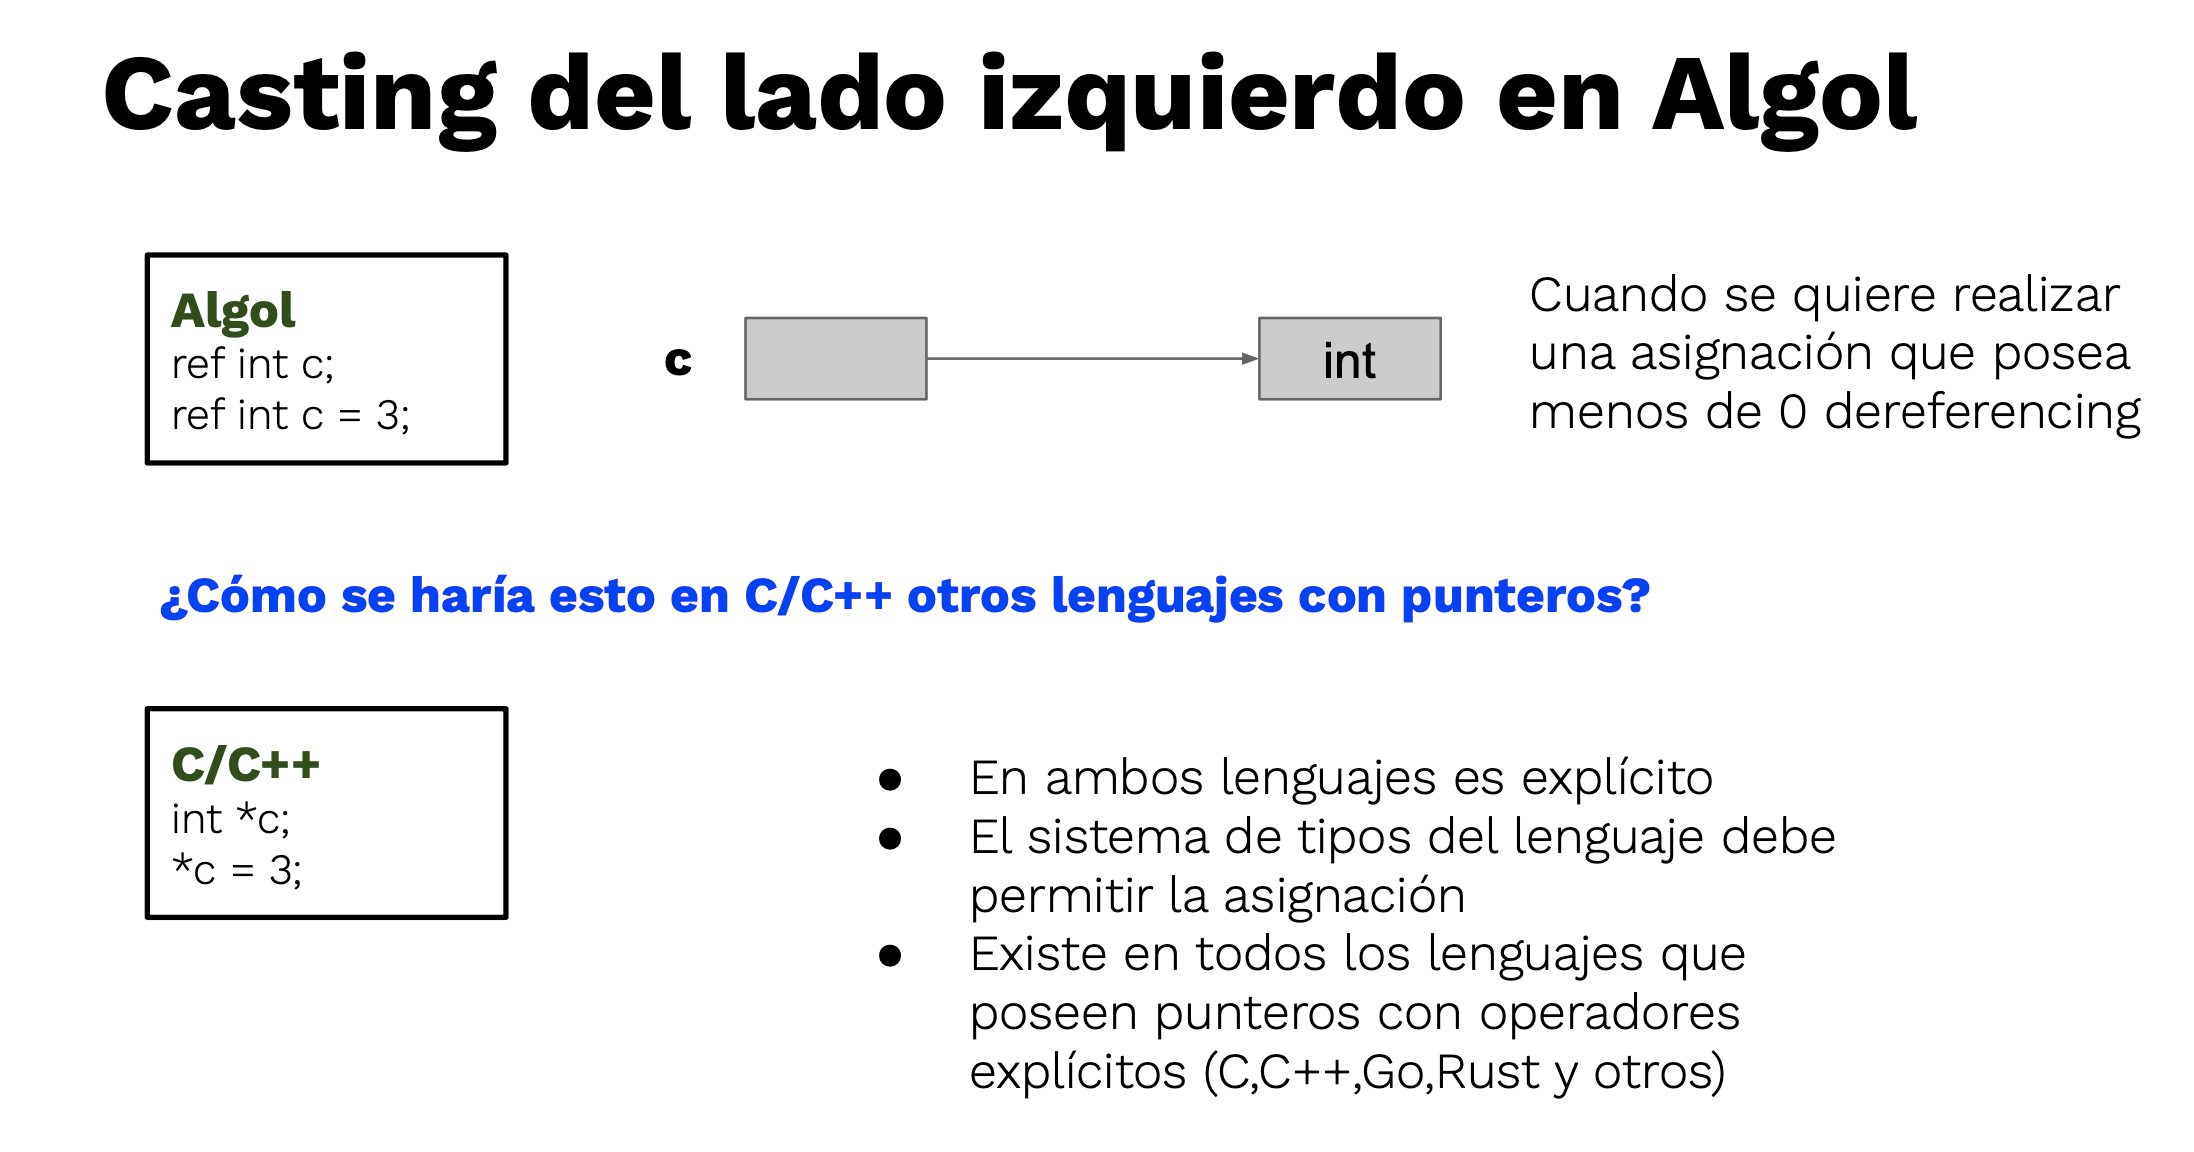 Casting del lado izquierdo en Algol
Algol
ref int c;
ref int c = 3;
c
int
Cuando se quiere realizar
una asignación que posea
menos de 0 dereferencing
¿Cómo se haría esto en C/C++ otros lenguajes con punteros?
C/C++
int *c;
*c = 3;
● En ambos lenguajes es explícito
● El sistema de tipos del lenguaje debe
permitir la asignación
● Existe en todos los lenguajes que
poseen punteros con operadores
explícitos (C,C++,Go,Rust y otros)